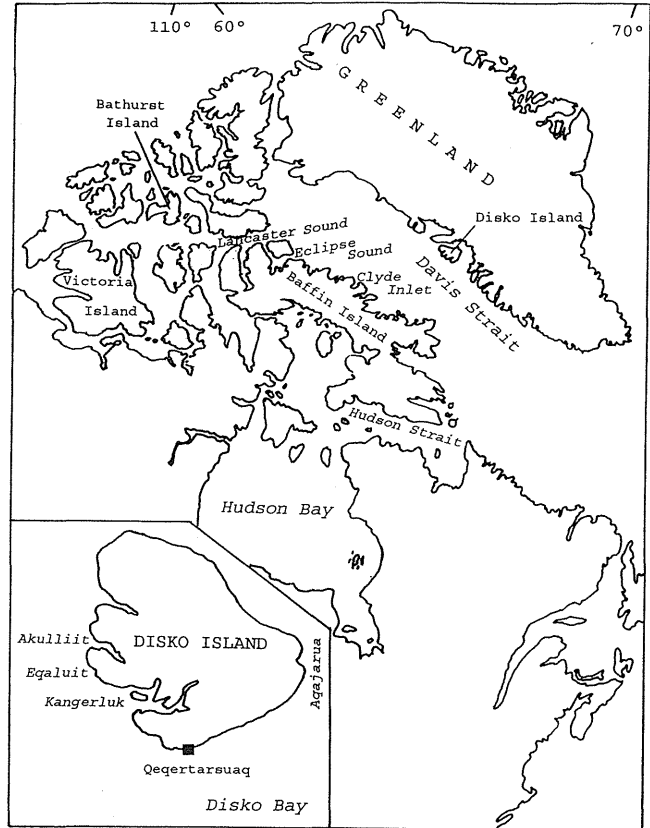 110° 60° 70°
GREENLAND
Bathurst
Island
Disko Island
Lancaster Sound
Eclipse
Sound
Davis Strait
Clyde
Inlet
Victoria
Island
Baffin Island
Hudson Strait
Hudson Bay
Akulliit
DISKO ISLAND
Eqaluit
Kangerluk
Aqajarua
Qeqertarsuaq
Disko Bay